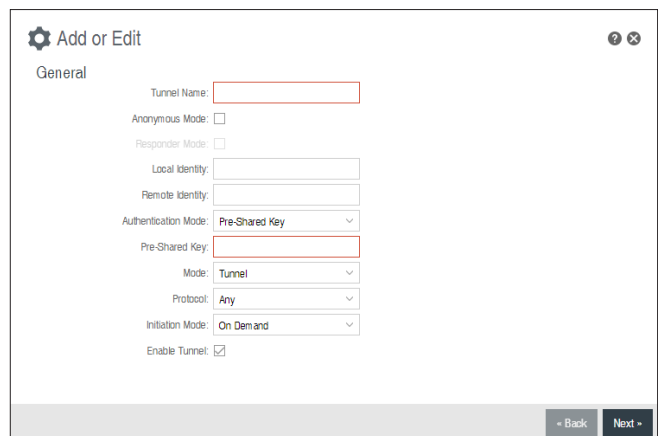 Add or Edit
General
Tunnel Name:
Anonymous Mode:
Responder Mode:
Local Identity:
Remote Identity:
Authentication Mode: Pre-Shared Key
Pre-Shared Key:
Mode: Tunnel
Protocol: Any
Initiation Mode: On Demand
Enable Tunnel:
« Back Next »